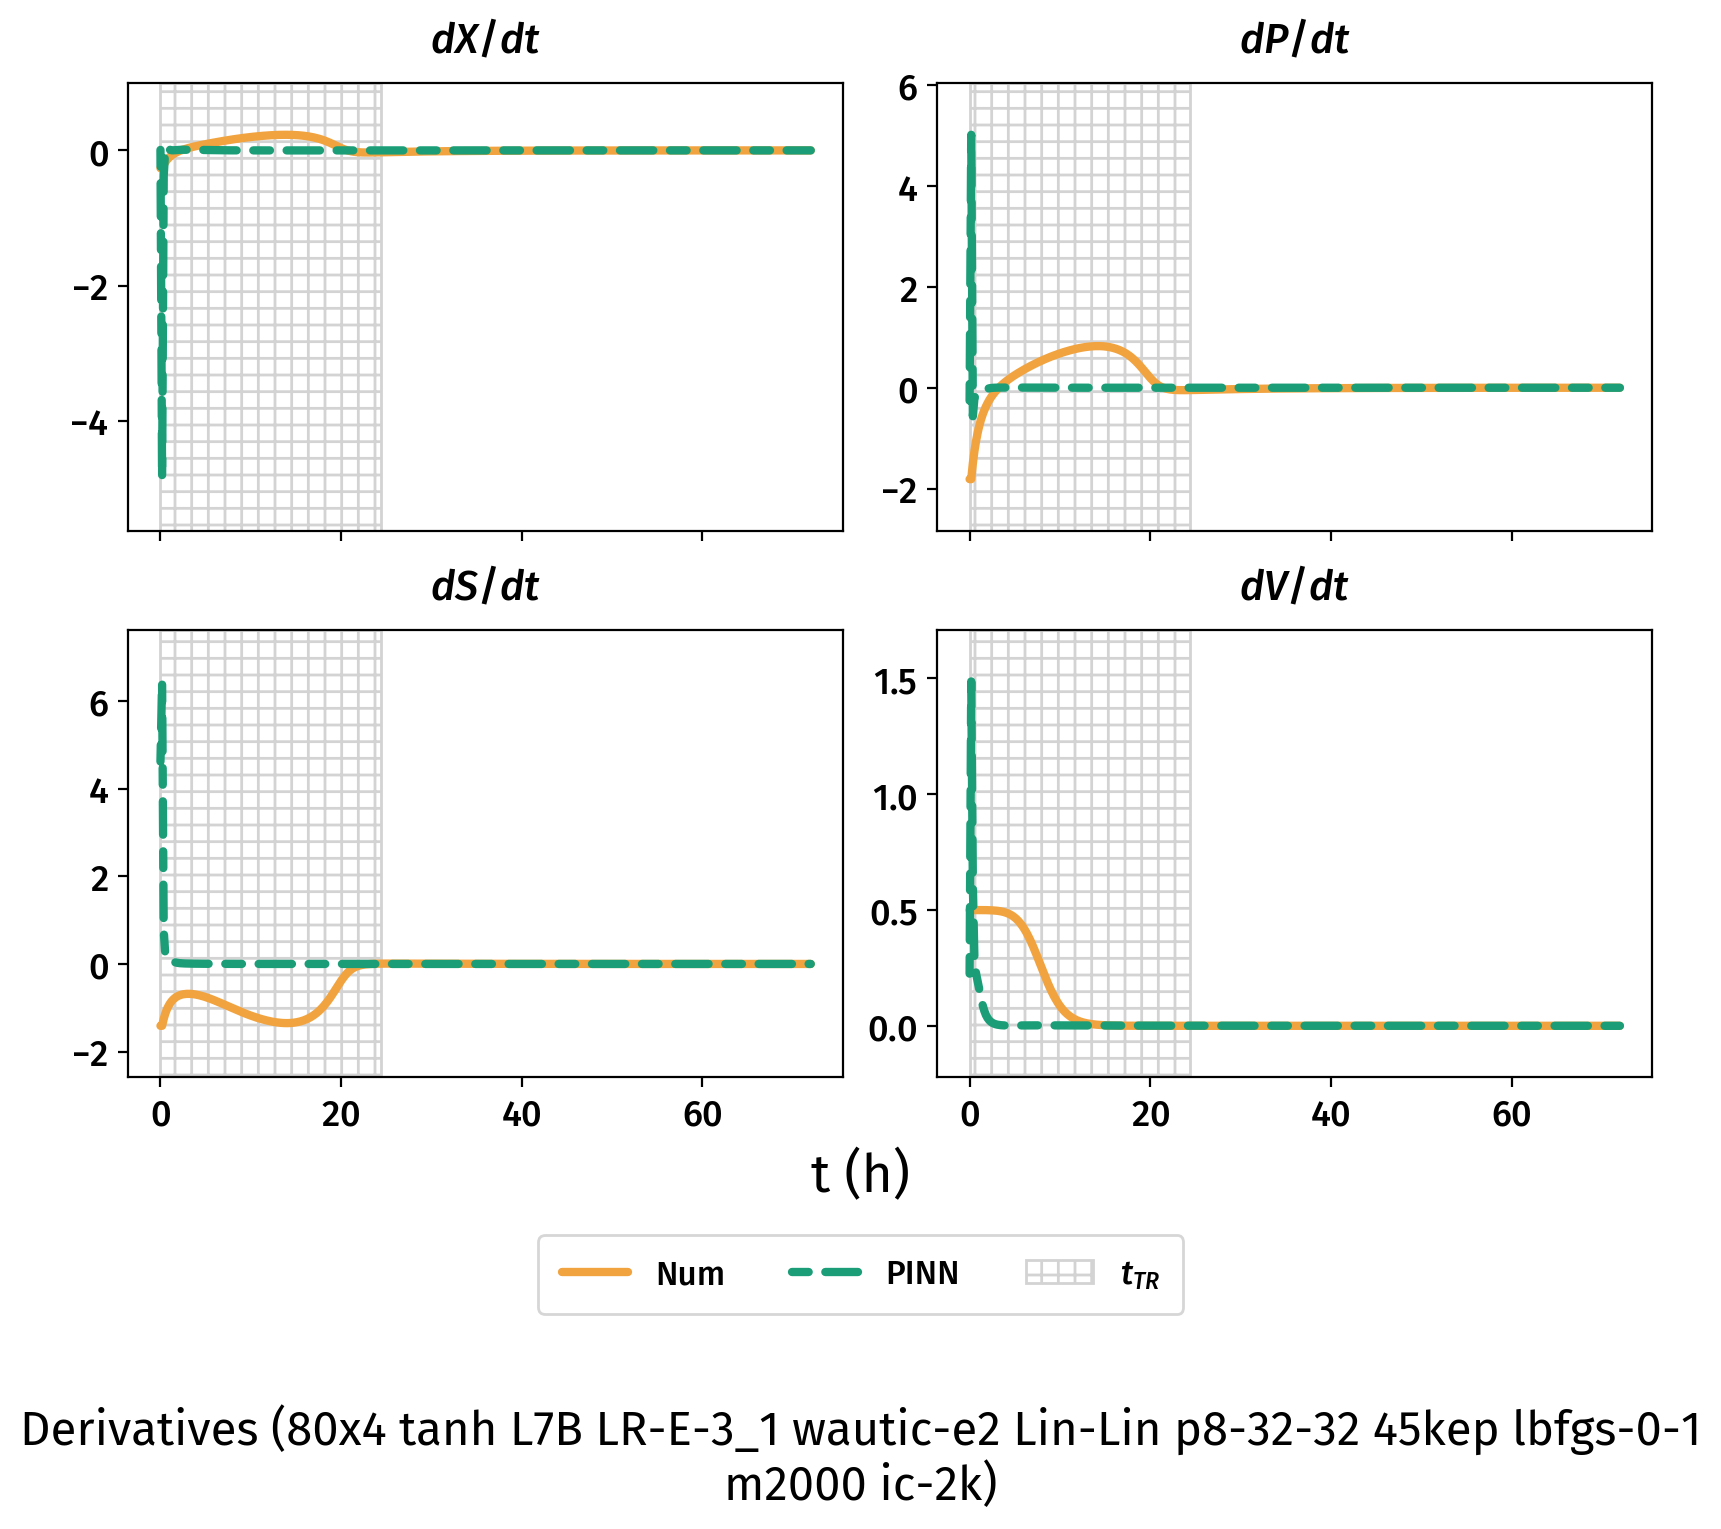 dX/dt
dP/dt
0
−2
−4
6
4
2
0
−2
dS/dt
dV/dt
6
4
2
0
−2
1.5
1.0
0.5
0.0
0 20 40 60
0 20 40 60
t (h)
Num PINN t_TR
Derivatives (80x4 tanh L7B LR-E-3_1 wautic-e2 Lin-Lin p8-32-32 45kep lbfgs-0-1
m2000 ic-2k)